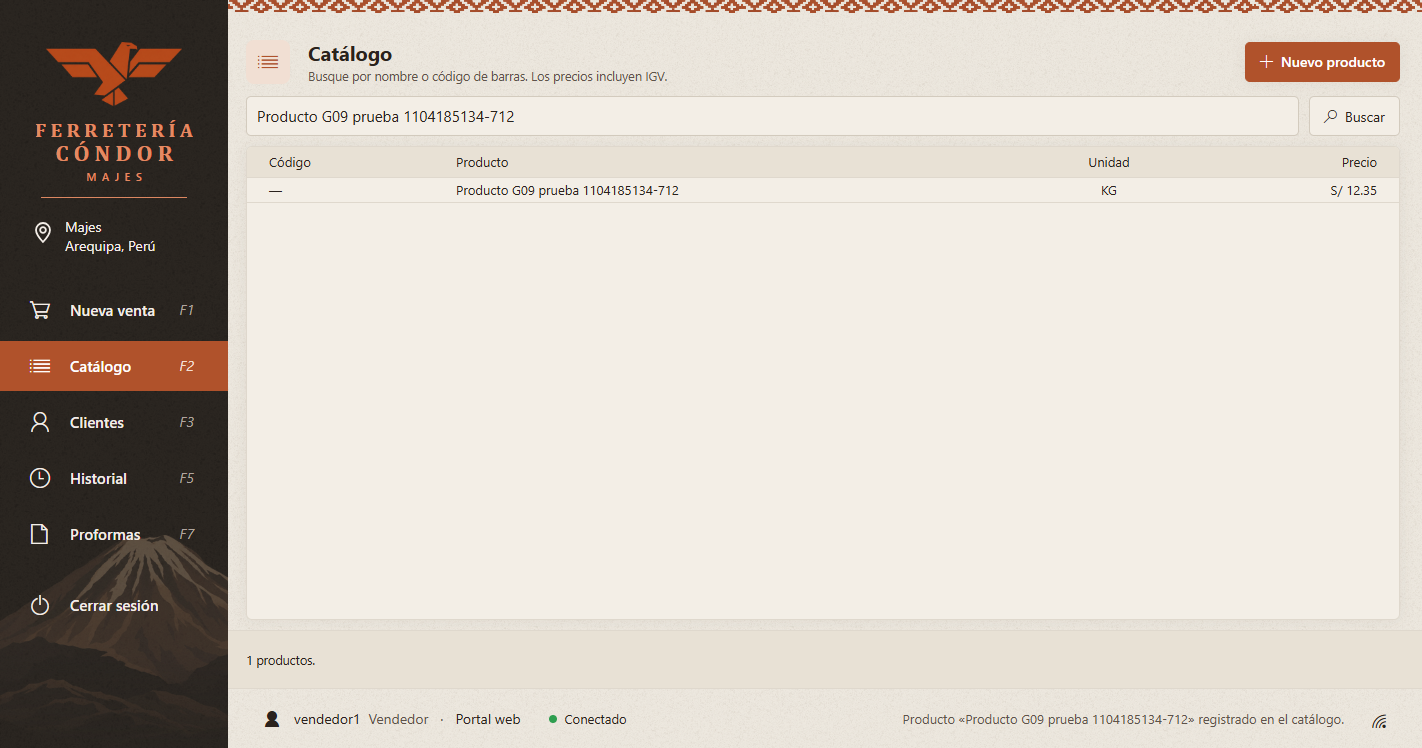 FERRETERÍA
CÓNDOR
MAJES
Majes
Arequipa, Perú
Nueva venta F1
Catálogo F2
Clientes F3
Historial F5
Proformas F7
Cerrar sesión
Catálogo
Busque por nombre o código de barras. Los precios incluyen IGV.
Nuevo producto
Producto G09 prueba 1104185134-712
Buscar
Código Producto Unidad Precio
— Producto G09 prueba 1104185134-712 KG S/ 12.35
1 productos.
vendedor1 Vendedor · Portal web Conectado
Producto «Producto G09 prueba 1104185134-712» registrado en el catálogo.